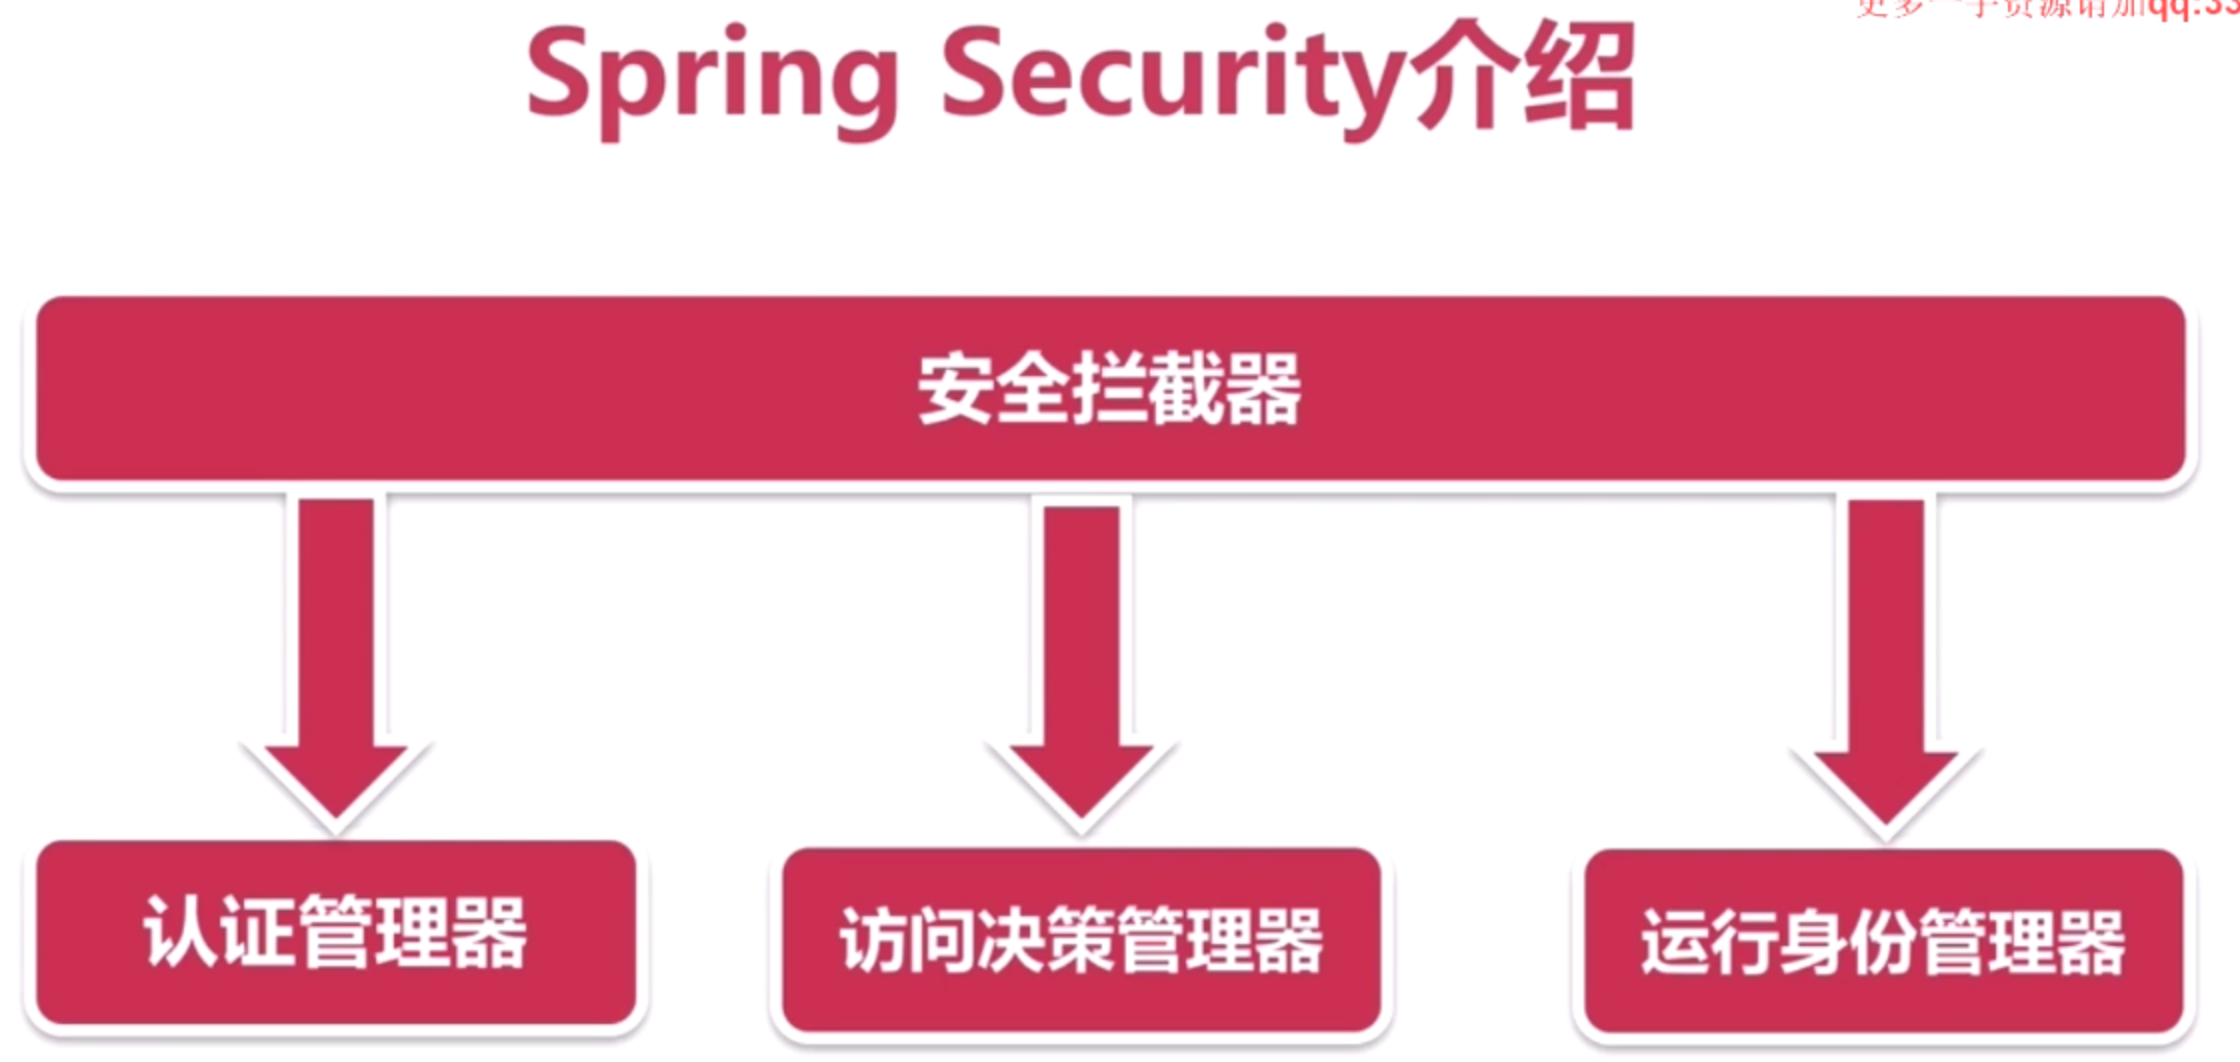 更多一手资源请加qq:33
Spring Security介绍
安全拦截器
认证管理器
访问决策管理器
运行身份管理器